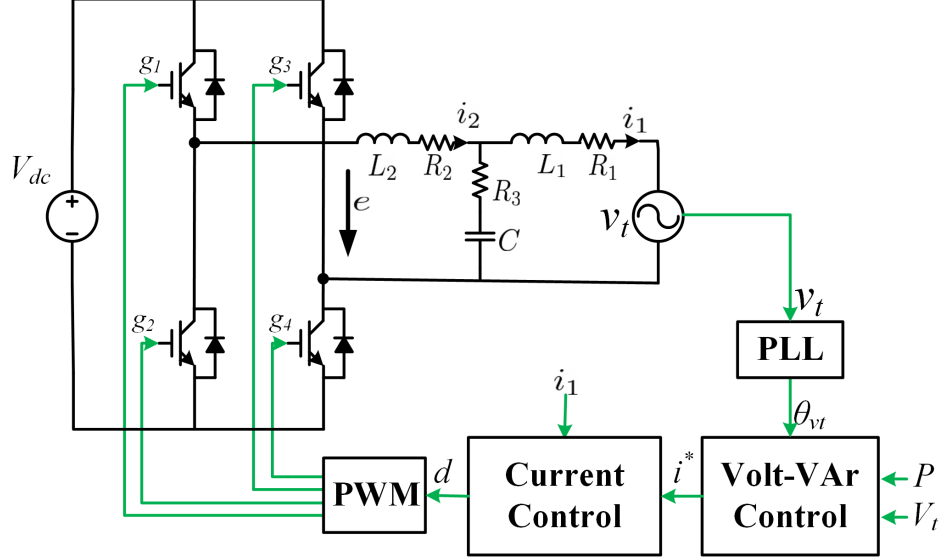 g1
g3
i2
i1
Vdc
L2
R2
L1
R1
R3
e
vt
C
g2
g4
vt
PLL
i1
θvt
PWM
d
Current
Control
i*
Volt-VAr
Control
P
Vt